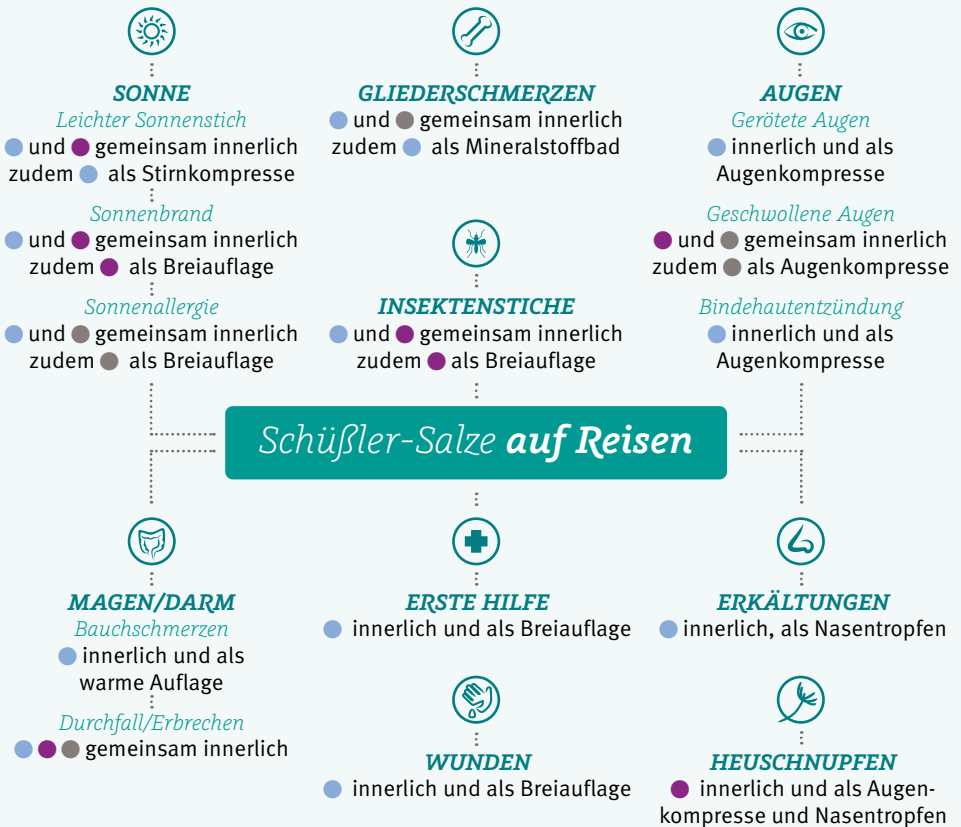 SONNE
Leichter Sonnenstich
und gemeinsam innerlich
zudem als Stirnkompresse
Sonnenbrand
und gemeinsam innerlich
zudem als Breiauflage
Sonnenallergie
und gemeinsam innerlich
zudem als Breiauflage
GLIEDERSCHMERZEN
und gemeinsam innerlich
zudem als Mineralstoffbad
INSEKTENSTICHE
und gemeinsam innerlich
zudem als Breiauflage
AUGEN
Gerötete Augen
innerlich und als
Augenkompresse
Geschwollene Augen
und gemeinsam innerlich
zudem als Augenkompresse
Bindehautentzündung
innerlich und als
Augenkompresse
Schüßler-Salze auf Reisen
MAGEN/DARM
Bauchschmerzen
innerlich und als
warme Auflage
Durchfall/Erbrechen
gemeinsam innerlich
ERSTE HILFE
innerlich und als Breiauflage
WUNDEN
innerlich und als Breiauflage
ERKÄLTUNGEN
innerlich, als Nasentropfen
HEUSCHNUPFEN
innerlich und als Augen-
kompresse und Nasentropfen